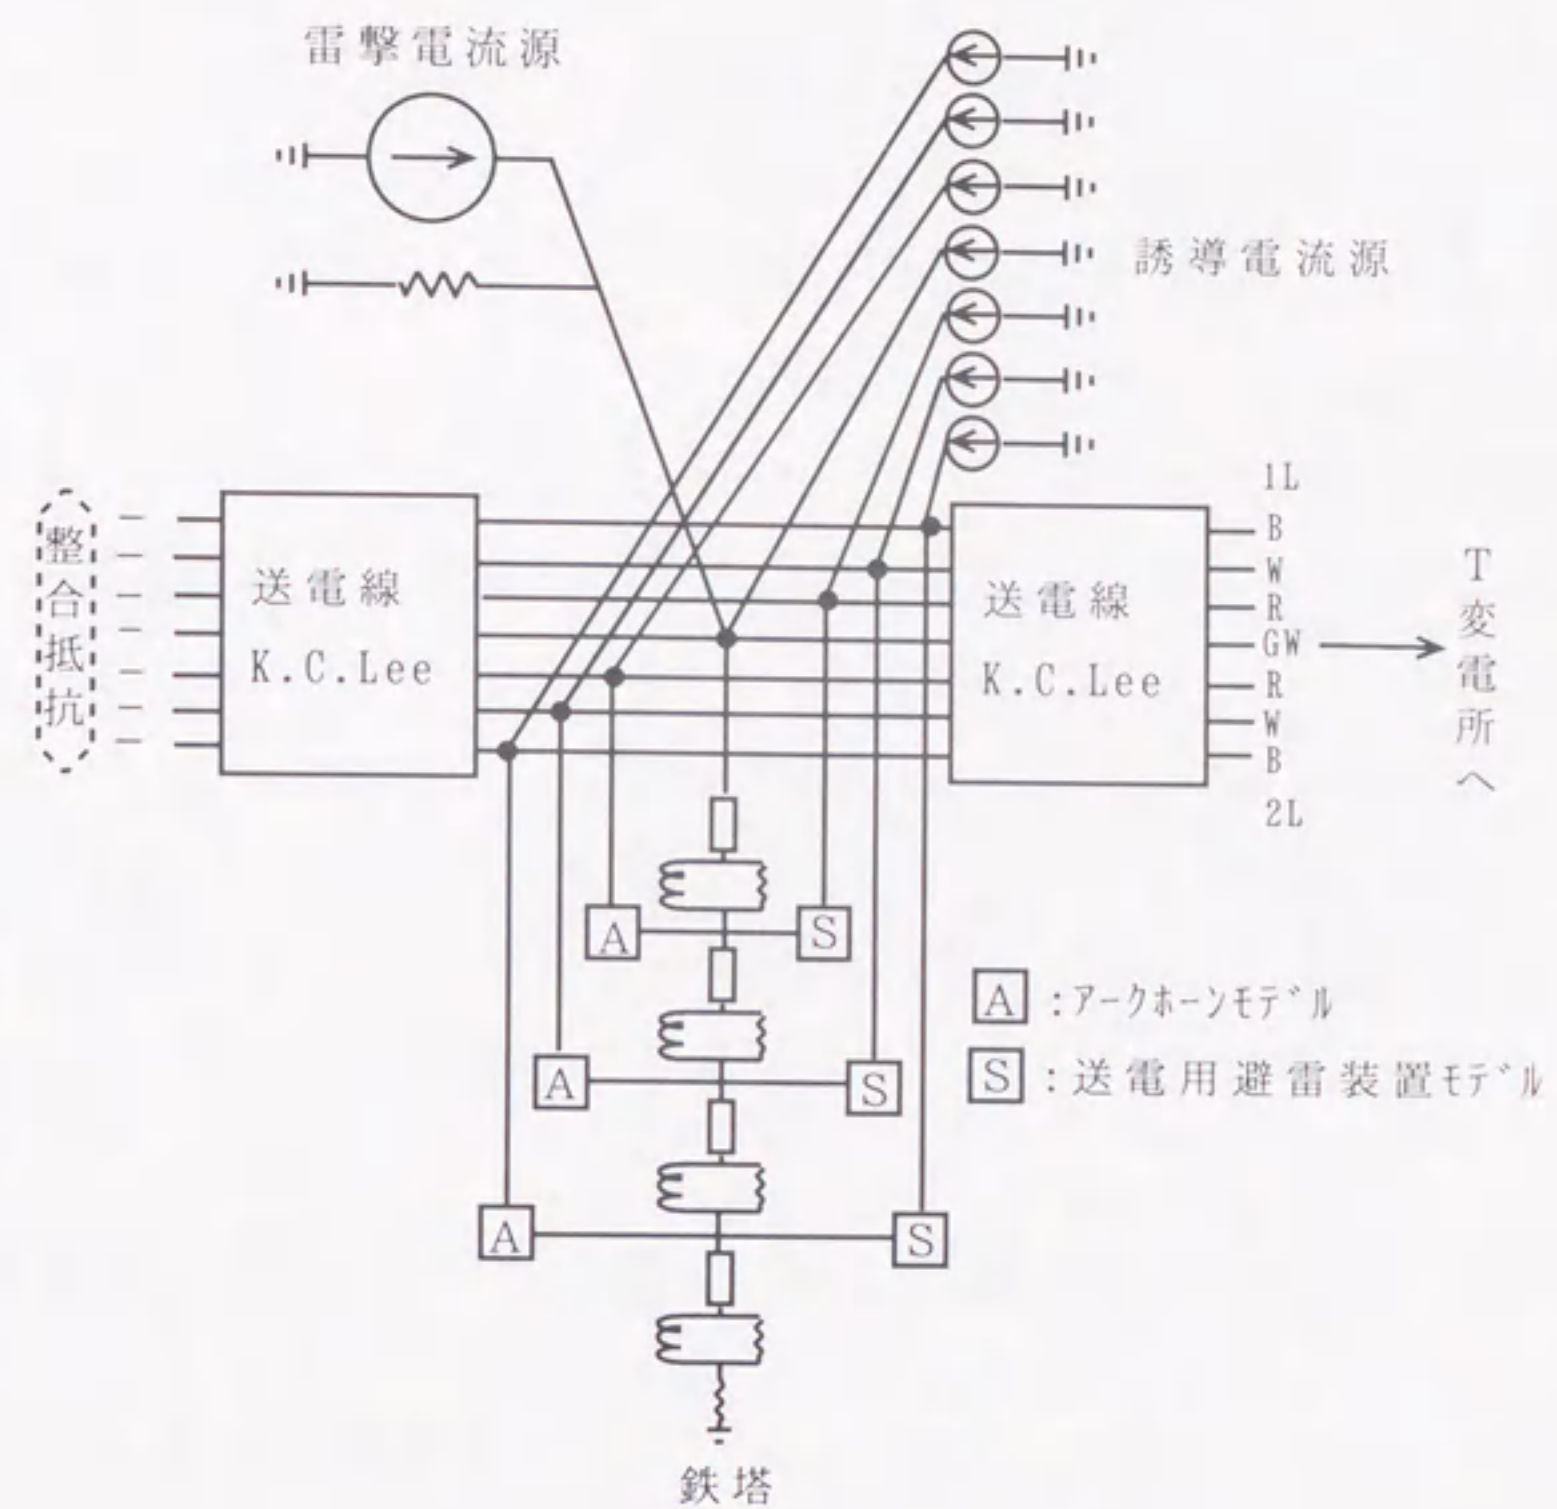 雷撃電流源
誘導電流源
整合抵抗
送電線
K.C.Lee
送電線
K.C.Lee
1L
B
W
R
GW
R
W
B
2L
T変電所へ
A
S
A
S
A
S
A :アークホーンモデル
S :送電用避雷装置モデル
鉄塔